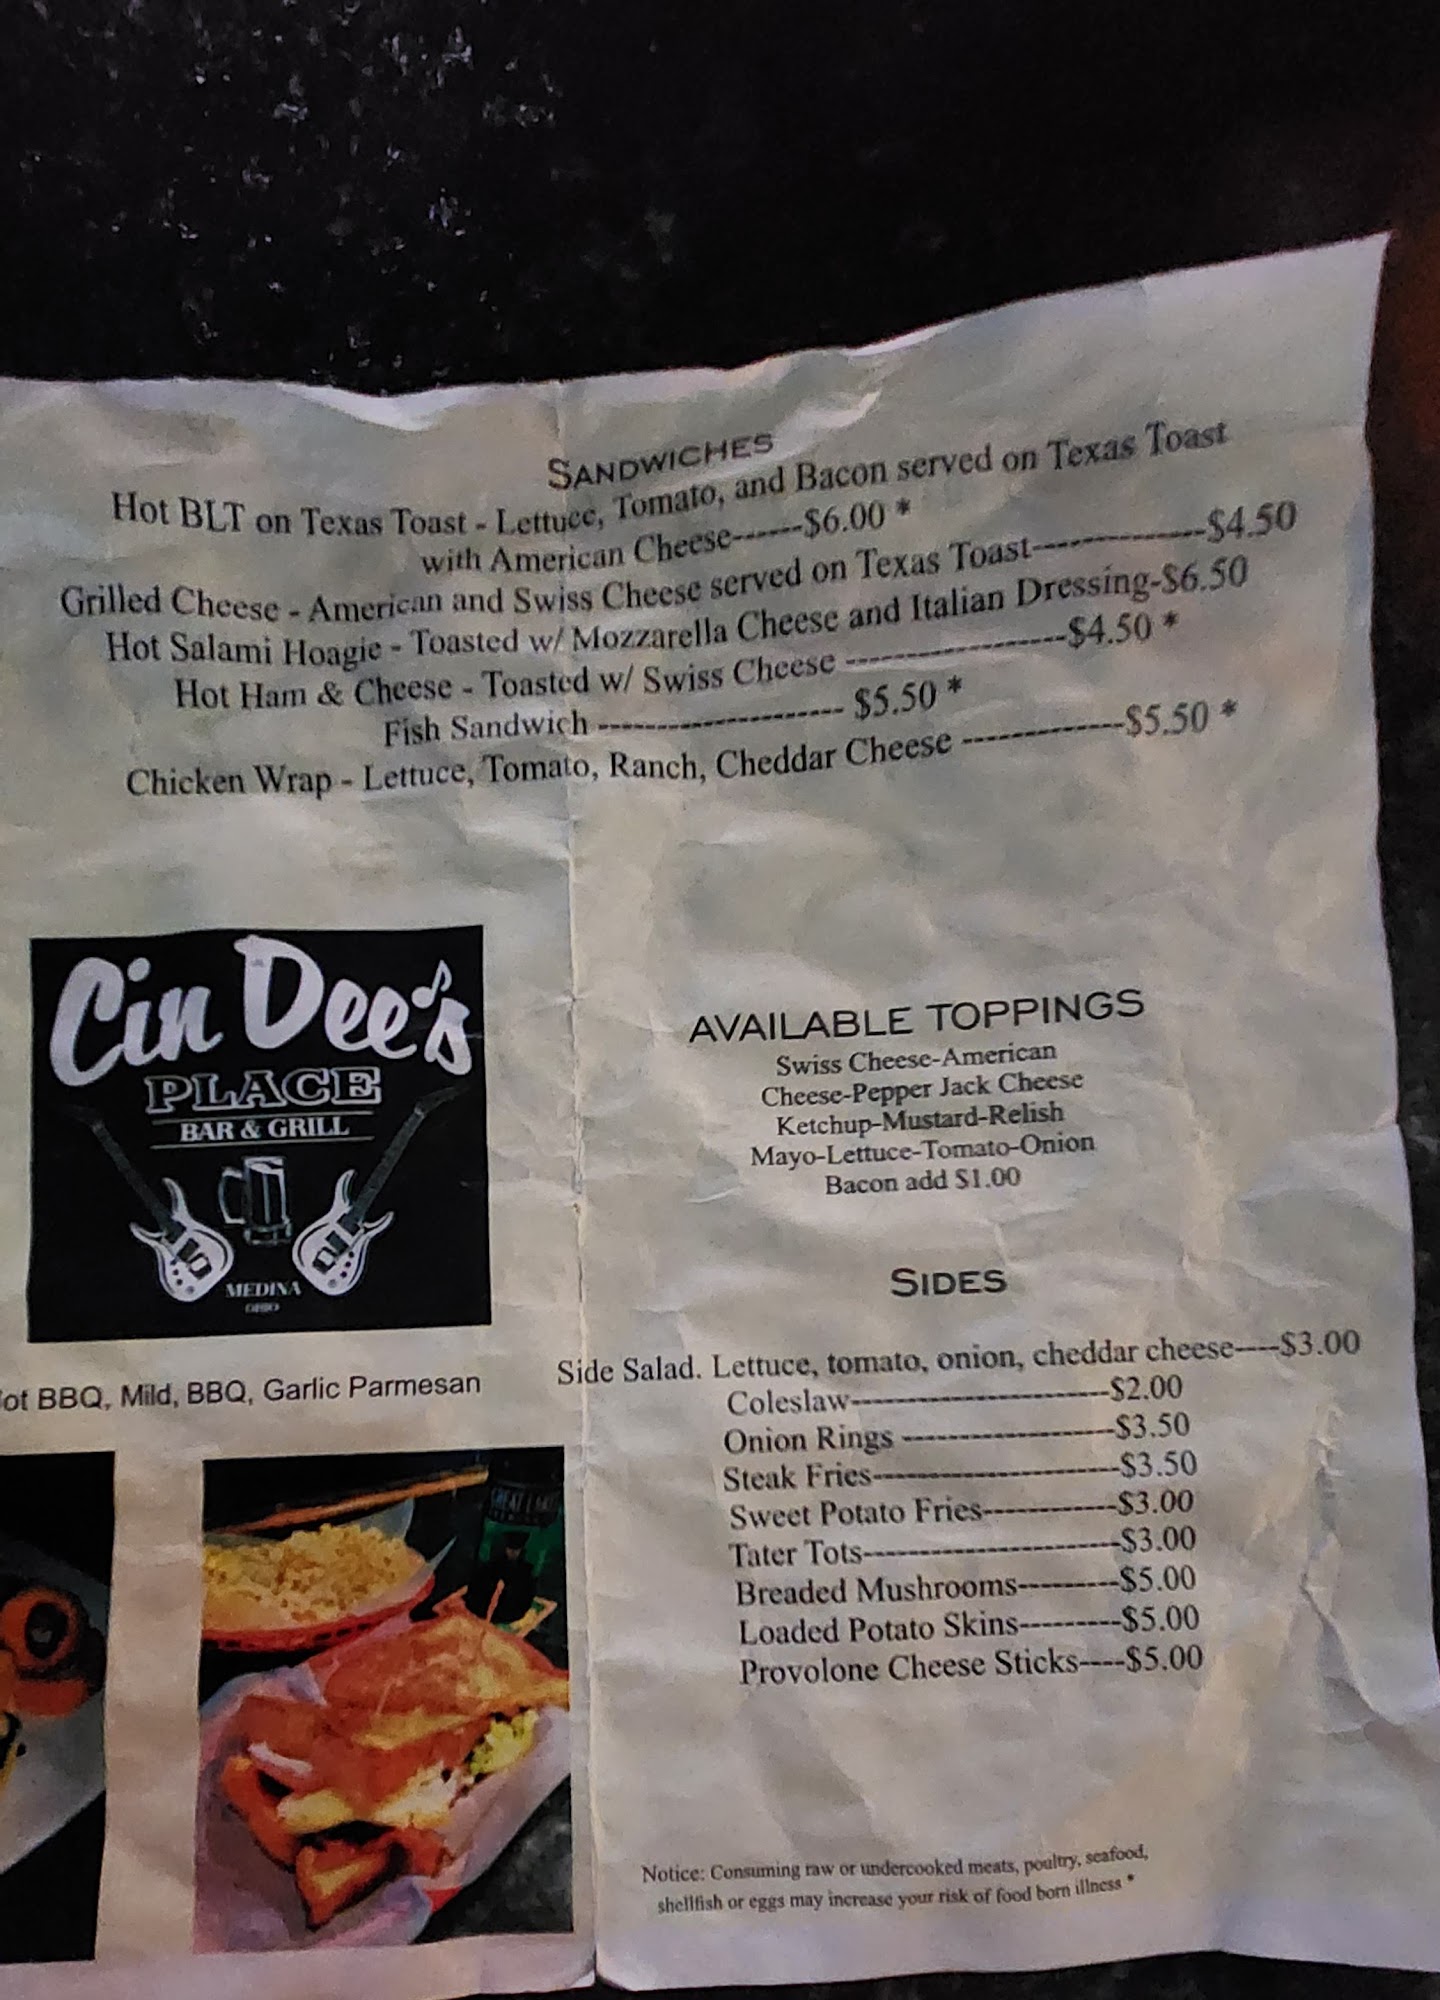 SANDWICHES
Hot BLT on Texas Toast - Lettuce, Tomato, and Bacon served on Texas Toast
with American Cheese------$6.00 *
Grilled Cheese - American and Swiss Cheese served on Texas Toast--------------$4.50
Hot Salami Hoagie - Toasted w/ Mozzarella Cheese and Italian Dressing-$6.50
Hot Ham & Cheese - Toasted w/ Swiss Cheese ------------------$4.50 *
Fish Sandwich --------------------- $5.50 *
Chicken Wrap - Lettuce, Tomato, Ranch, Cheddar Cheese -------------$5.50 *
Cin Dee's
PLACE
BAR & GRILL
MEDINA
OHIO
BBQ, Mild, BBQ, Garlic Parmesan
AVAILABLE TOPPINGS
Swiss Cheese-American
Cheese-Pepper Jack Cheese
Ketchup-Mustard-Relish
Mayo-Lettuce-Tomato-Onion
Bacon add $1.00
SIDES
Side Salad. Lettuce, tomato, onion, cheddar cheese----$3.00
Coleslaw-----------------------$2.00
Onion Rings -------------------$3.50
Steak Fries----------------------$3.50
Sweet Potato Fries------------$3.00
Tater Tots-----------------------$3.00
Breaded Mushrooms---------$5.00
Loaded Potato Skins---------$5.00
Provolone Cheese Sticks----$5.00
Notice: Consuming raw or undercooked meats, poultry, seafood,
shellfish or eggs may increase your risk of food born illness *